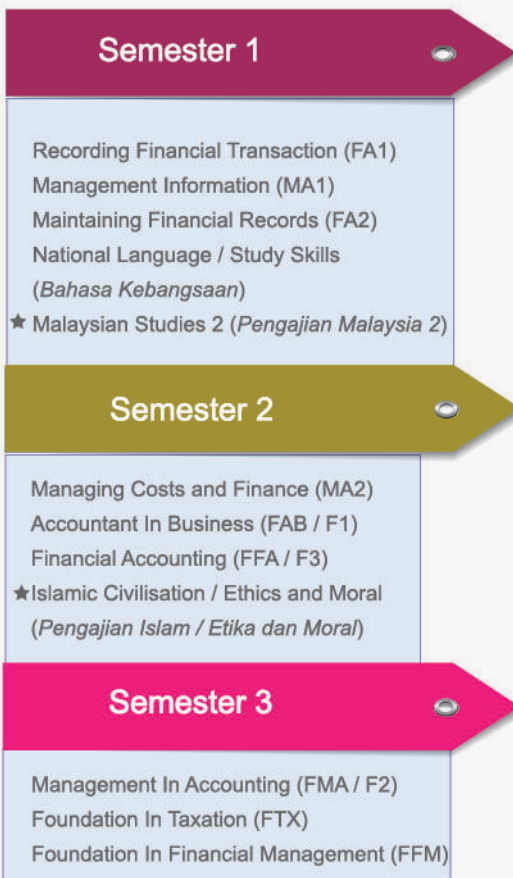 Semester 1
Recording Financial Transaction (FA1)
Management Information (MA1)
Maintaining Financial Records (FA2)
National Language / Study Skills
(Bahasa Kebangsaan)
★ Malaysian Studies 2 (Pengajian Malaysia 2)
Semester 2
Managing Costs and Finance (MA2)
Accountant In Business (FAB / F1)
Financial Accounting (FFA / F3)
★Islamic Civilisation / Ethics and Moral
(Pengajian Islam / Etika dan Moral)
Semester 3
Management In Accounting (FMA / F2)
Foundation In Taxation (FTX)
Foundation In Financial Management (FFM)